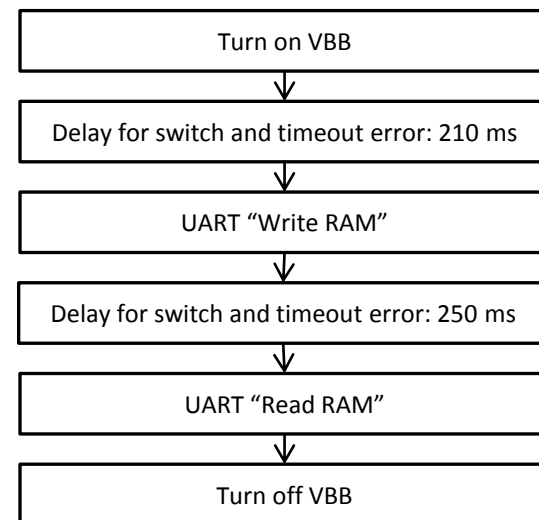 Turn on VBB
Delay for switch and timeout error: 210 ms
UART “Write RAM”
Delay for switch and timeout error: 250 ms
UART “Read RAM”
Turn off VBB